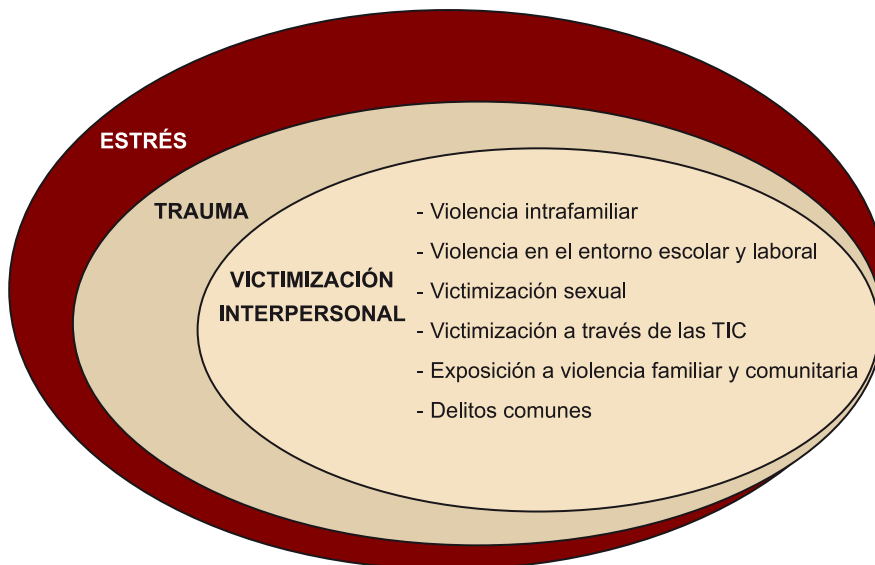 ESTRÉS
TRAUMA
VICTIMIZACIÓN
INTERPERSONAL
- Violencia intrafamiliar
- Violencia en el entorno escolar y laboral
- Victimización sexual
- Victimización a través de las TIC
- Exposición a violencia familiar y comunitaria
- Delitos comunes